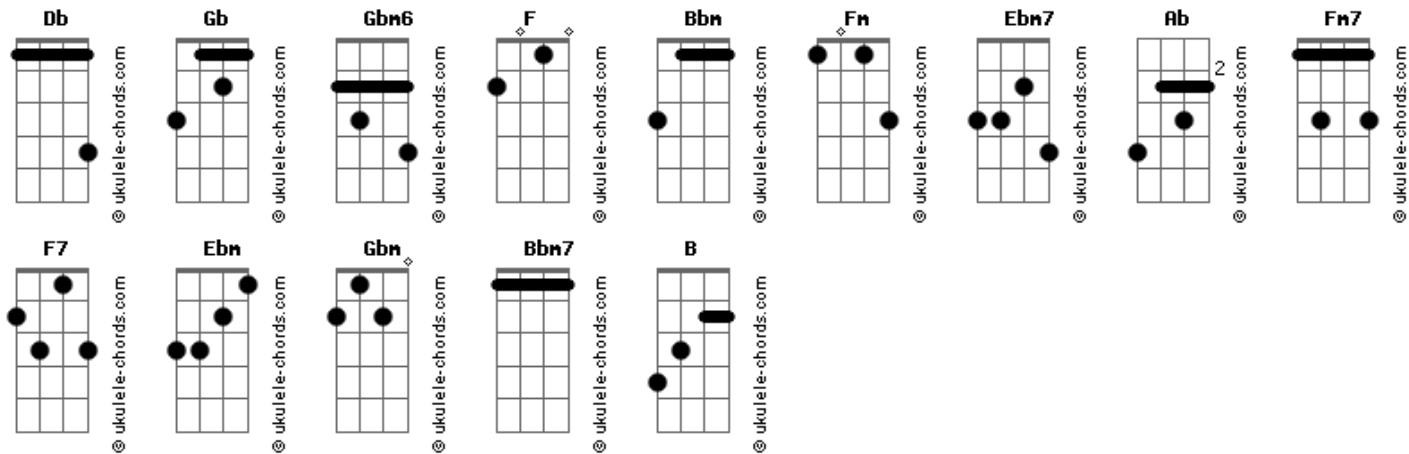 Db Gb Gbm6 F Bbm Fm Ebm7 Ab Fm7
2
© ukulele-chords.com © ukulele-chords.com © ukulele-chords.com © ukulele-chords.com © ukulele-chords.com © ukulele-chords.com © ukulele-chords.com © ukulele-chords.com © ukulele-chords.com
F7 Ebm Gbm Bbm7 B
© ukulele-chords.com © ukulele-chords.com © ukulele-chords.com © ukulele-chords.com © ukulele-chords.com